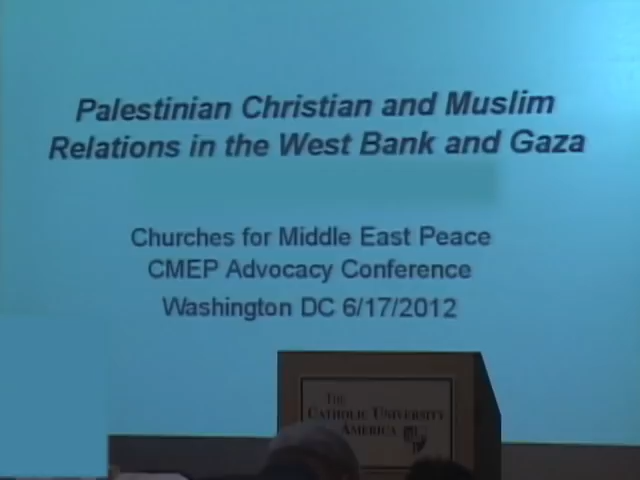 Palestinian Christian and Muslim
Relations in the West Bank and Gaza
Churches for Middle East Peace
CMEP Advocacy Conference
Washington DC 6/17/2012
THE
CATHOLIC UNIVERSITY
AMERICA